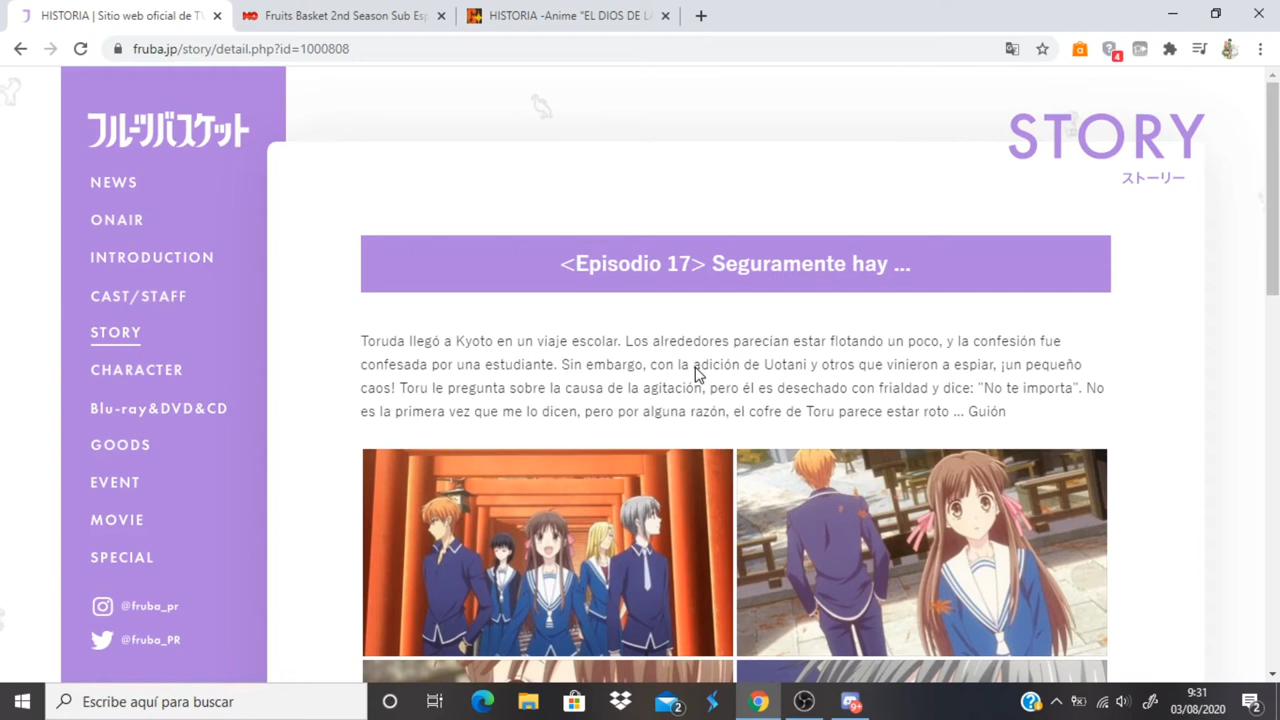 HISTORIA | Sitio web oficial de TV
Fruits Basket 2nd Season Sub Esp
HISTORIA -Anime "EL DIOS DE LA
fruba.jp/story/detail.php?id=1000808
4
フルーツバスケット
NEWS
ONAIR
INTRODUCTION
CAST/STAFF
STORY
CHARACTER
Blu-ray&DVD&CD
GOODS
EVENT
MOVIE
SPECIAL
@fruba_pr
@fruba_PR
STORY
ストーリー
<Episodio 17> Seguramente hay ...
Toruda llegó a Kyoto en un viaje escolar. Los alrededores parecían estar flotando un poco, y la confesión fue
confesada por una estudiante. Sin embargo, con la adición de Uotani y otros que vinieron a espiar, ¡un pequeño
caos! Toru le pregunta sobre la causa de la agitación, pero él es desechado con frialdad y dice: "No te importa". No
es la primera vez que me lo dicen, pero por alguna razón, el cofre de Toru parece estar roto ... Guión
Escribe aquí para buscar
2
9:31
03/08/2020
2